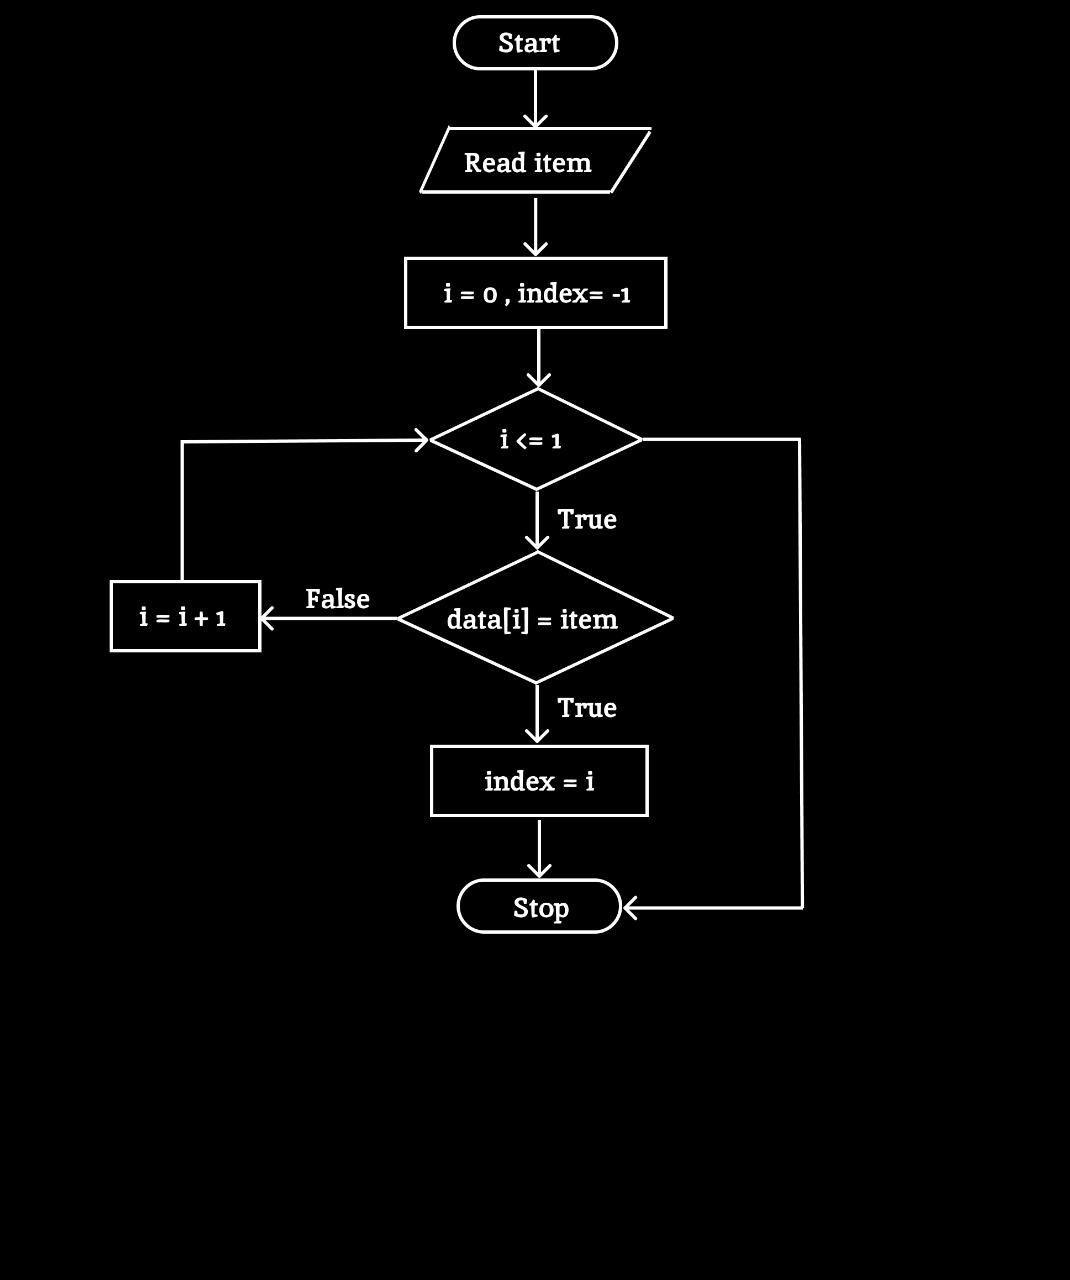 Start
Read item
i = 0 , index= -1
i <= 1
True
data[i] = item
False
i = i + 1
True
index = i
Stop